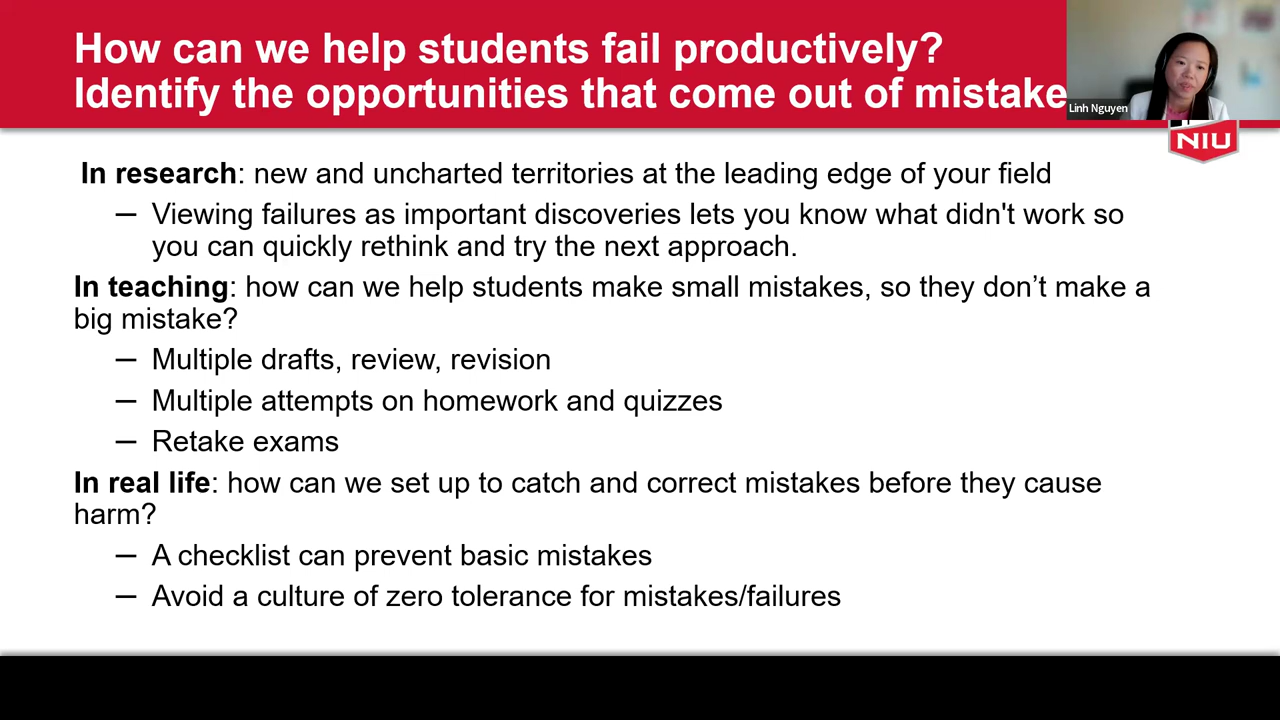 How can we help students fail productively?
Identify the opportunities that come out of mistake
Linh Nguyen
NIU
In research: new and uncharted territories at the leading edge of your field
– Viewing failures as important discoveries lets you know what didn't work so
you can quickly rethink and try the next approach.
In teaching: how can we help students make small mistakes, so they don’t make a
big mistake?
– Multiple drafts, review, revision
– Multiple attempts on homework and quizzes
– Retake exams
In real life: how can we set up to catch and correct mistakes before they cause
harm?
– A checklist can prevent basic mistakes
– Avoid a culture of zero tolerance for mistakes/failures